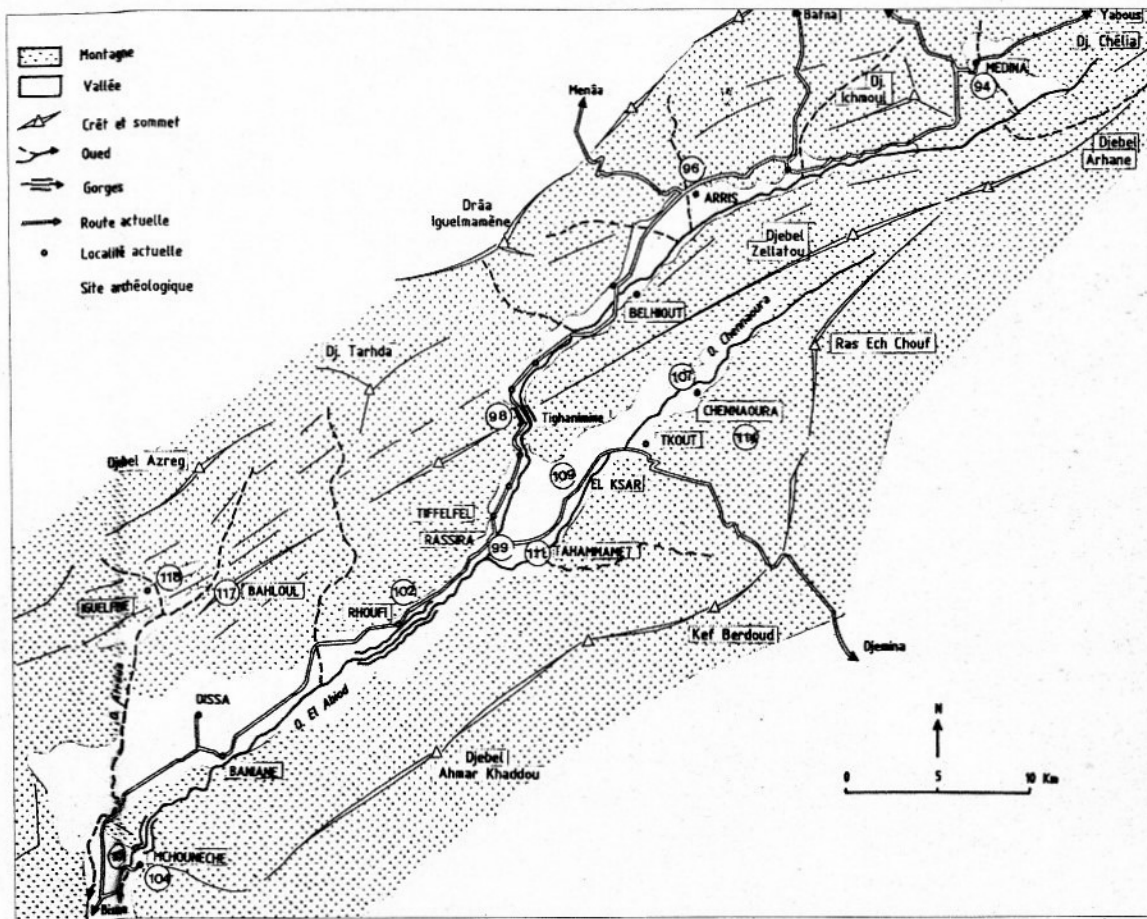 Montagne
Vallée
Crêt et sommet
Oued
Gorges
Route actuelle
Localité actuelle
Site archéologique
Batna
Yabous
Dj. Chélia
MEDINA
94
Dj.
Ichmoul
Menâa
Djebel
Arhane
96
ARRIS
Drâa
Iguelmamène
Djebel
Zellatou
BELHIOUT
O. Chennaoura
Ras Ech Chouf
Dj. Tarhda
107
CHENNAOURA
98
Tighanimine
TKOUT
Djebel Azreg
109
EL KSAR
TIFFELFEL
RASSIRA
99
111
TAHAMMAMET
118
117
BAHLOUL
IGUELFINE
102
RHOUFI
Kef Berdoud
Djemina
DISSA
O. El Abiod
N
Djebel
Ahmar Khaddou
BANIANE
0
5
10 Km
MCHOUNECHE
104